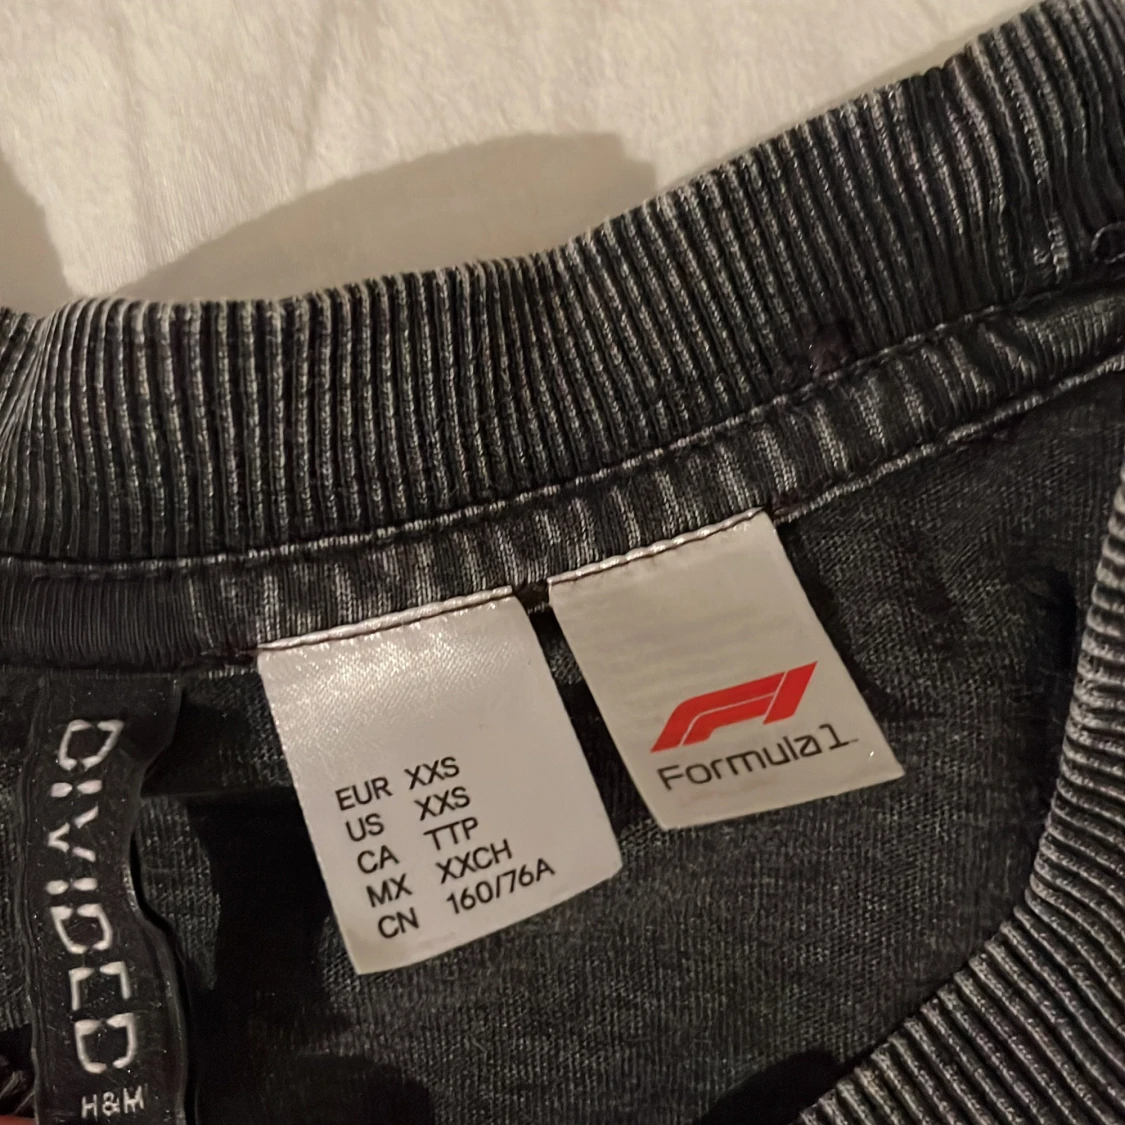 DIVIDED
H&M
EUR XXS
US XXS
CA TTP
MX XXCH
CN 160/76A
F1
Formula 1